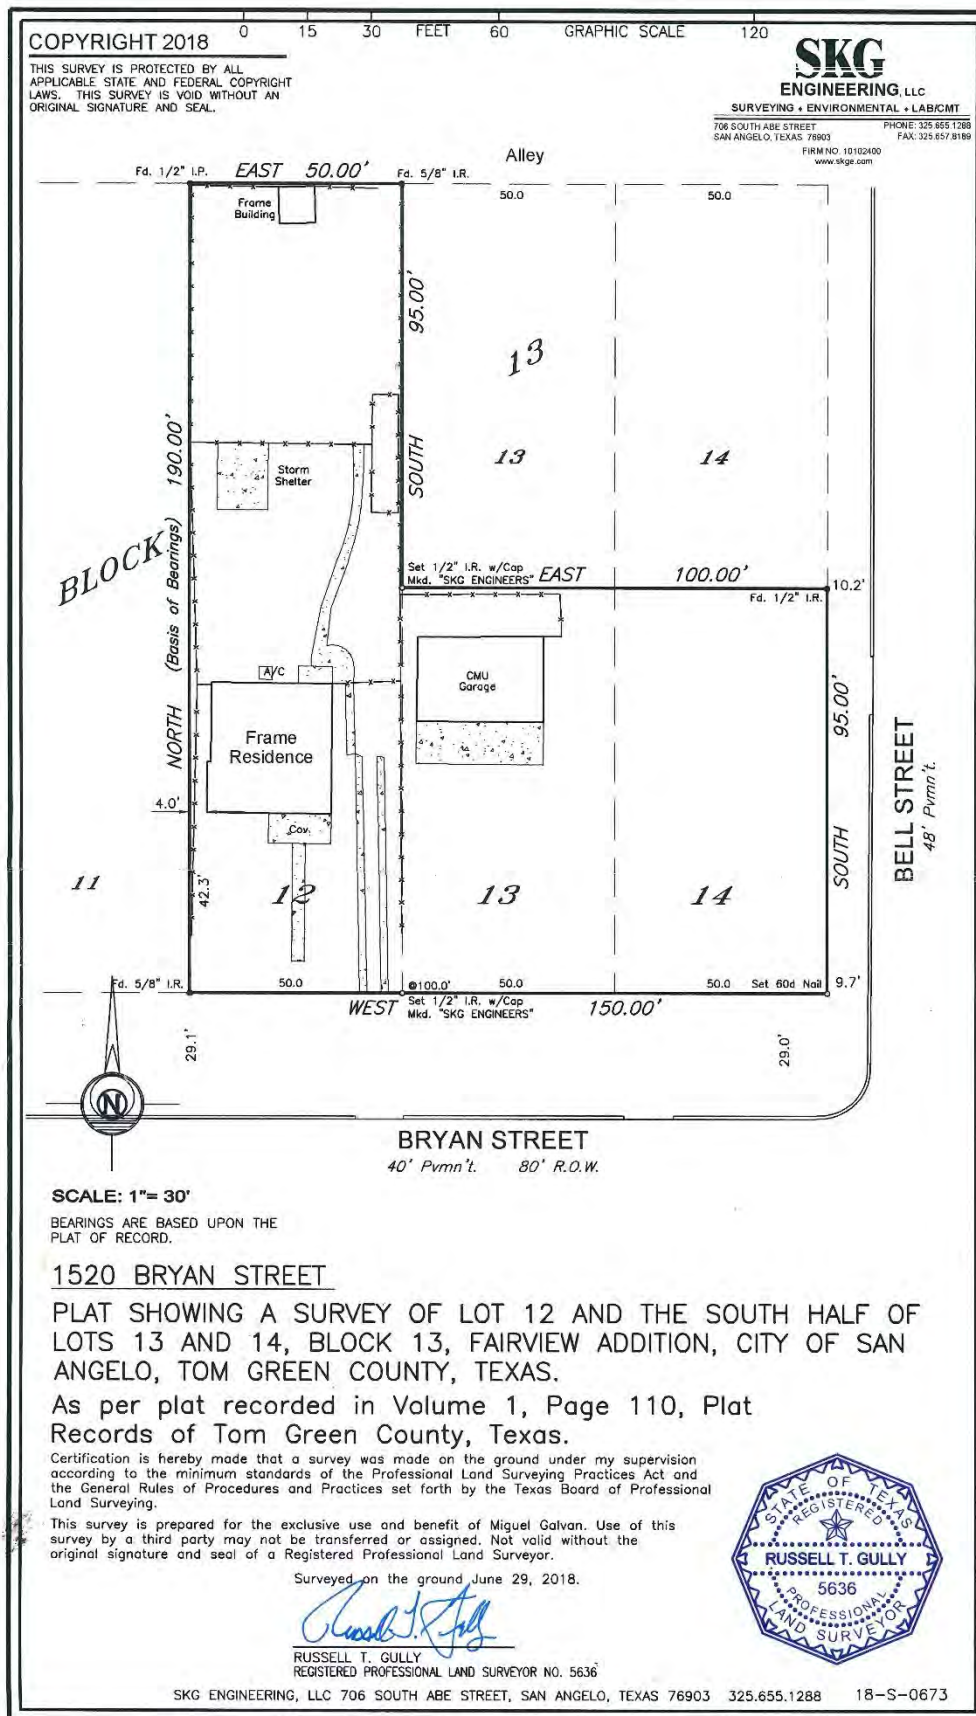 COPYRIGHT 2018
0 15 30 FEET 60 GRAPHIC SCALE 120
THIS SURVEY IS PROTECTED BY ALL
APPLICABLE STATE AND FEDERAL COPYRIGHT
LAWS. THIS SURVEY IS VOID WITHOUT AN
ORIGINAL SIGNATURE AND SEAL.
SKG
ENGINEERING, LLC
SURVEYING • ENVIRONMENTAL • LAB/CMT
706 SOUTH ABE STREET
SAN ANGELO, TEXAS 76903
PHONE: 325.655.1288
FAX: 325.657.8189
FIRM NO. 10102400
www.skge.com
Alley
Fd. 1/2" I.P. EAST 50.00' Fd. 5/8" I.R.
50.0 50.0
Frame
Building
95.00'
SOUTH
13
13 14
190.00'
(Basis of Bearings)
NORTH
BLOCK
Storm
Shelter
Set 1/2" I.R. w/Cap
Mkd. "SKG ENGINEERS" EAST 100.00'
10.2'
Fd. 1/2" I.R.
A/C
CMU
Garage
Frame
Residence
95.00'
SOUTH
BELL STREET
48' Pvmn't.
4.0'
Cov.
42.3'
11 12 13 14
Fd. 5/8" I.R. 50.0 @100.0' 50.0 50.0 Set 60d Nail 9.7'
WEST Set 1/2" I.R. w/Cap
Mkd. "SKG ENGINEERS" 150.00'
29.1' 29.0'
N
BRYAN STREET
40' Pvmn't. 80' R.O.W.
SCALE: 1"= 30'
BEARINGS ARE BASED UPON THE
PLAT OF RECORD.
1520 BRYAN STREET
PLAT SHOWING A SURVEY OF LOT 12 AND THE SOUTH HALF OF
LOTS 13 AND 14, BLOCK 13, FAIRVIEW ADDITION, CITY OF SAN
ANGELO, TOM GREEN COUNTY, TEXAS.
As per plat recorded in Volume 1, Page 110, Plat
Records of Tom Green County, Texas.
Certification is hereby made that a survey was made on the ground under my supervision
according to the minimum standards of the Professional Land Surveying Practices Act and
the General Rules of Procedures and Practices set forth by the Texas Board of Professional
Land Surveying.
This survey is prepared for the exclusive use and benefit of Miguel Galvan. Use of this
survey by a third party may not be transferred or assigned. Not valid without the
original signature and seal of a Registered Professional Land Surveyor.
Surveyed on the ground June 29, 2018.
RUSSELL T. GULLY
REGISTERED PROFESSIONAL LAND SURVEYOR NO. 5636
STATE OF TEXAS
REGISTERED
RUSSELL T. GULLY
5636
PROFESSIONAL
LAND SURVEYOR
SKG ENGINEERING, LLC 706 SOUTH ABE STREET, SAN ANGELO, TEXAS 76903 325.655.1288 18-S-0673